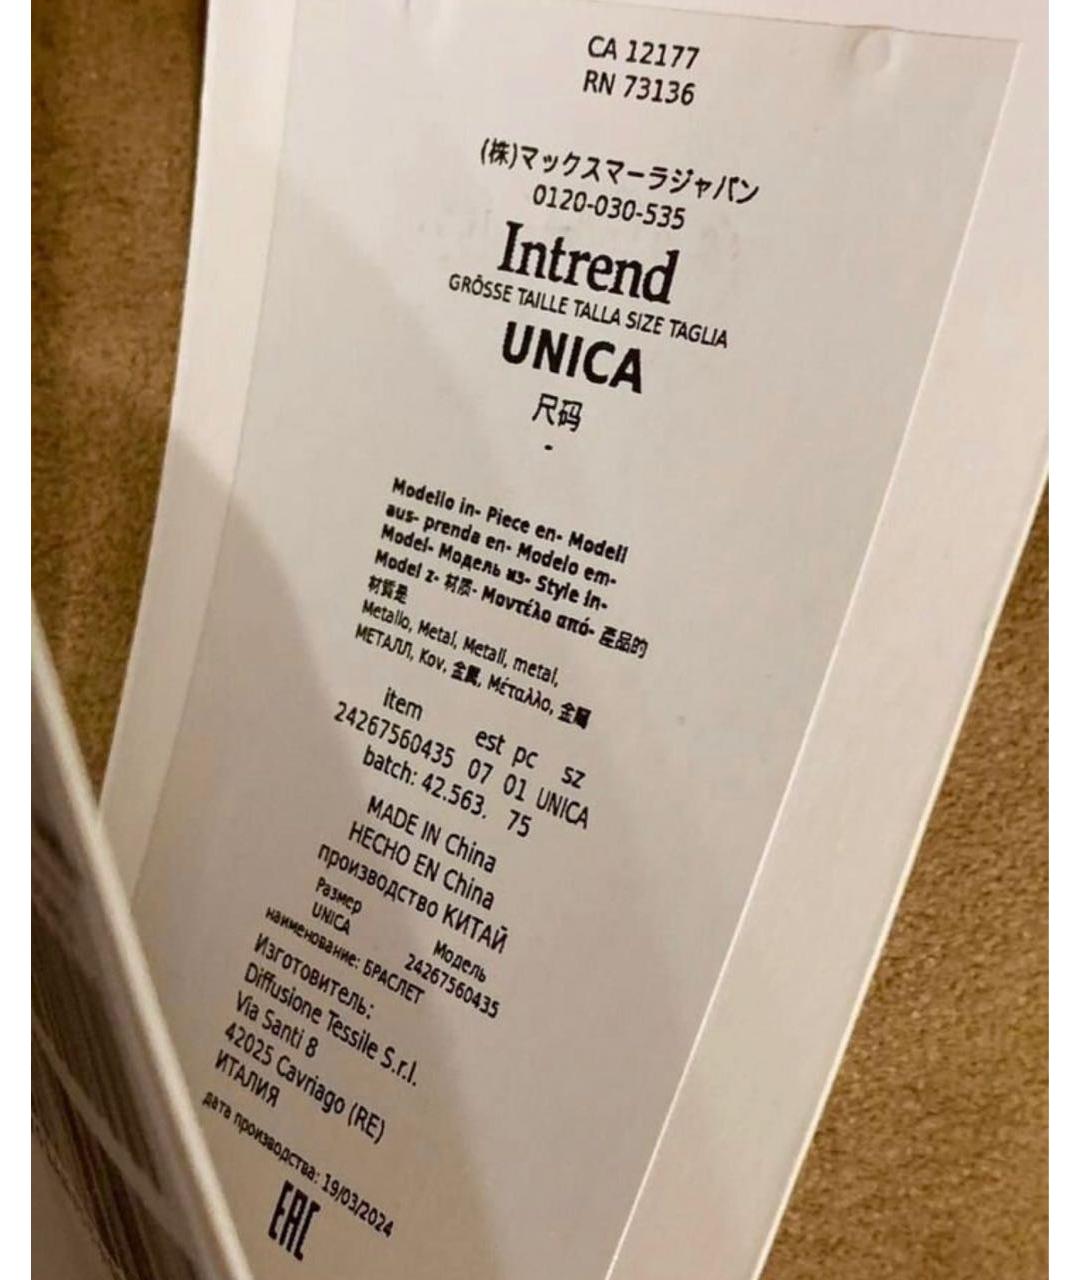 CA 12177
RN 73136
(株)マックスマーラジャパン
0120-030-535
Intrend
GRÖSSE TAILLE TALLA SIZE TAGLIA
UNICA
尺码
-
Modello in- Piece en- Modell
aus- prenda en- Modelo em-
Model- Модель из- Style in-
Model z- 材质- Μοντέλο από- 產品的
材質是
Metallo, Metal, Metall, metal,
МЕТАЛЛ, Kov, 金属, Μέταλλο, 金屬
item est pc sz
24267560435 07 01 UNICA
batch: 42.563. 75
MADE IN China
HECHO EN China
производство КИТАЙ
Размер Модель
UNICA 24267560435
наименование: БРАСЛЕТ
Изготовитель:
Diffusione Tessile S.r.l.
Via Santi 8
42025 Cavriago (RE)
ИТАЛИЯ
дата производства: 19/03/2024
EAC